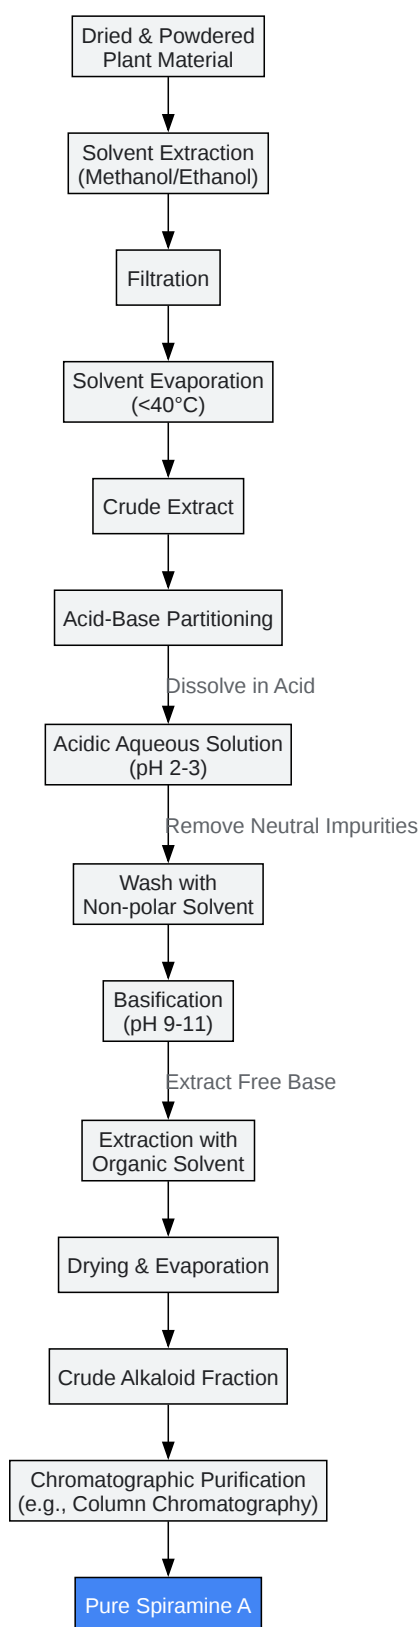 Dried & Powdered
Plant Material
Solvent Extraction
(Methanol/Ethanol)
Filtration
Solvent Evaporation
(<40°C)
Crude Extract
Acid-Base Partitioning
Dissolve in Acid
Acidic Aqueous Solution
(pH 2-3)
Remove Neutral Impurities
Wash with
Non-polar Solvent
Basification
(pH 9-11)
Extract Free Base
Extraction with
Organic Solvent
Drying & Evaporation
Crude Alkaloid Fraction
Chromatographic Purification
(e.g., Column Chromatography)
Pure Spiramine A